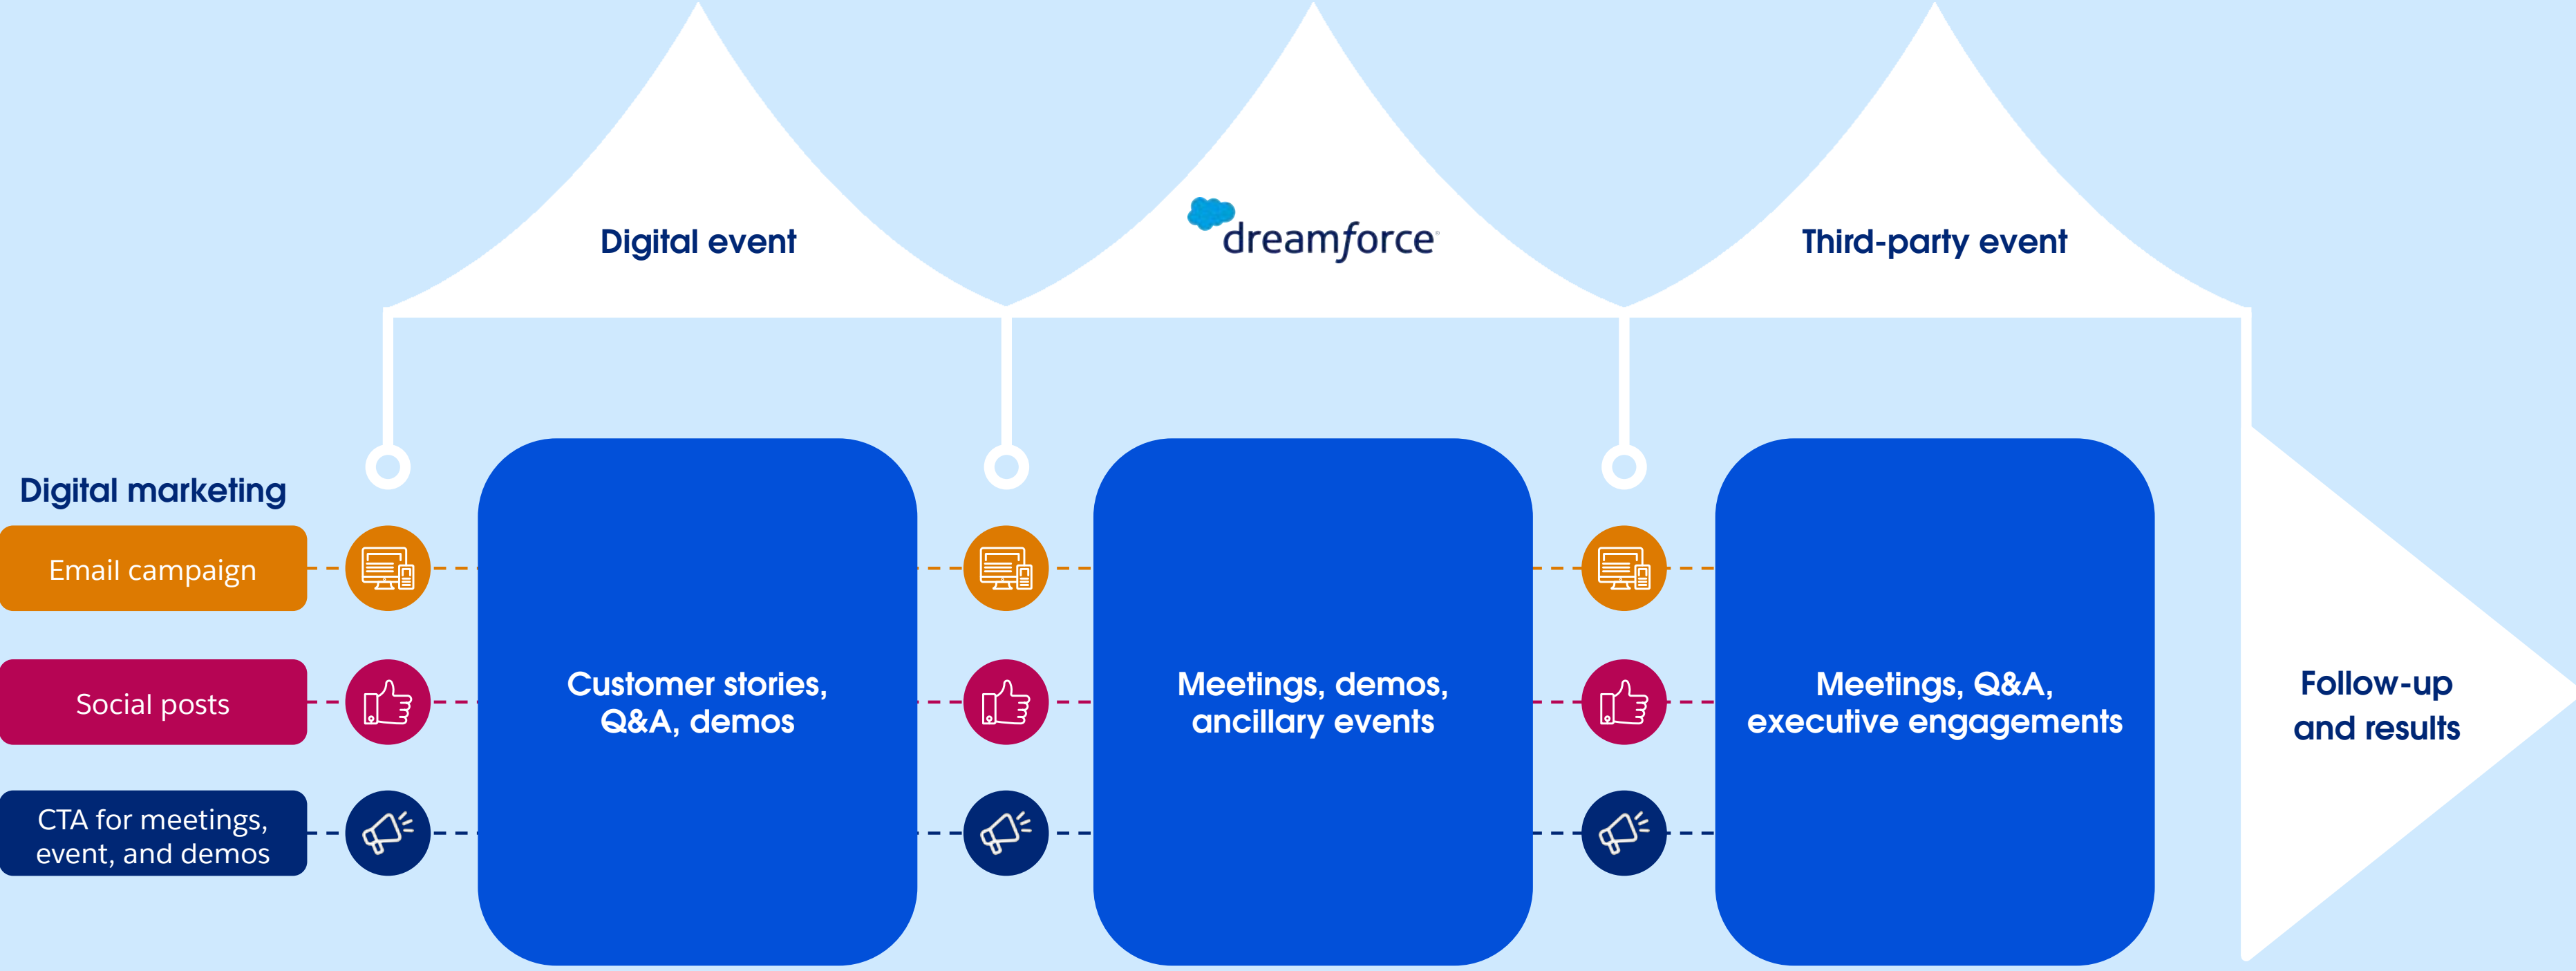 Digital event
dreamforce
Third-party event
Digital marketing
Email campaign
Social posts
CTA for meetings,
event, and demos
Customer stories,
Q&A, demos
Meetings, demos,
ancillary events
Meetings, Q&A,
executive engagements
Follow-up
and results